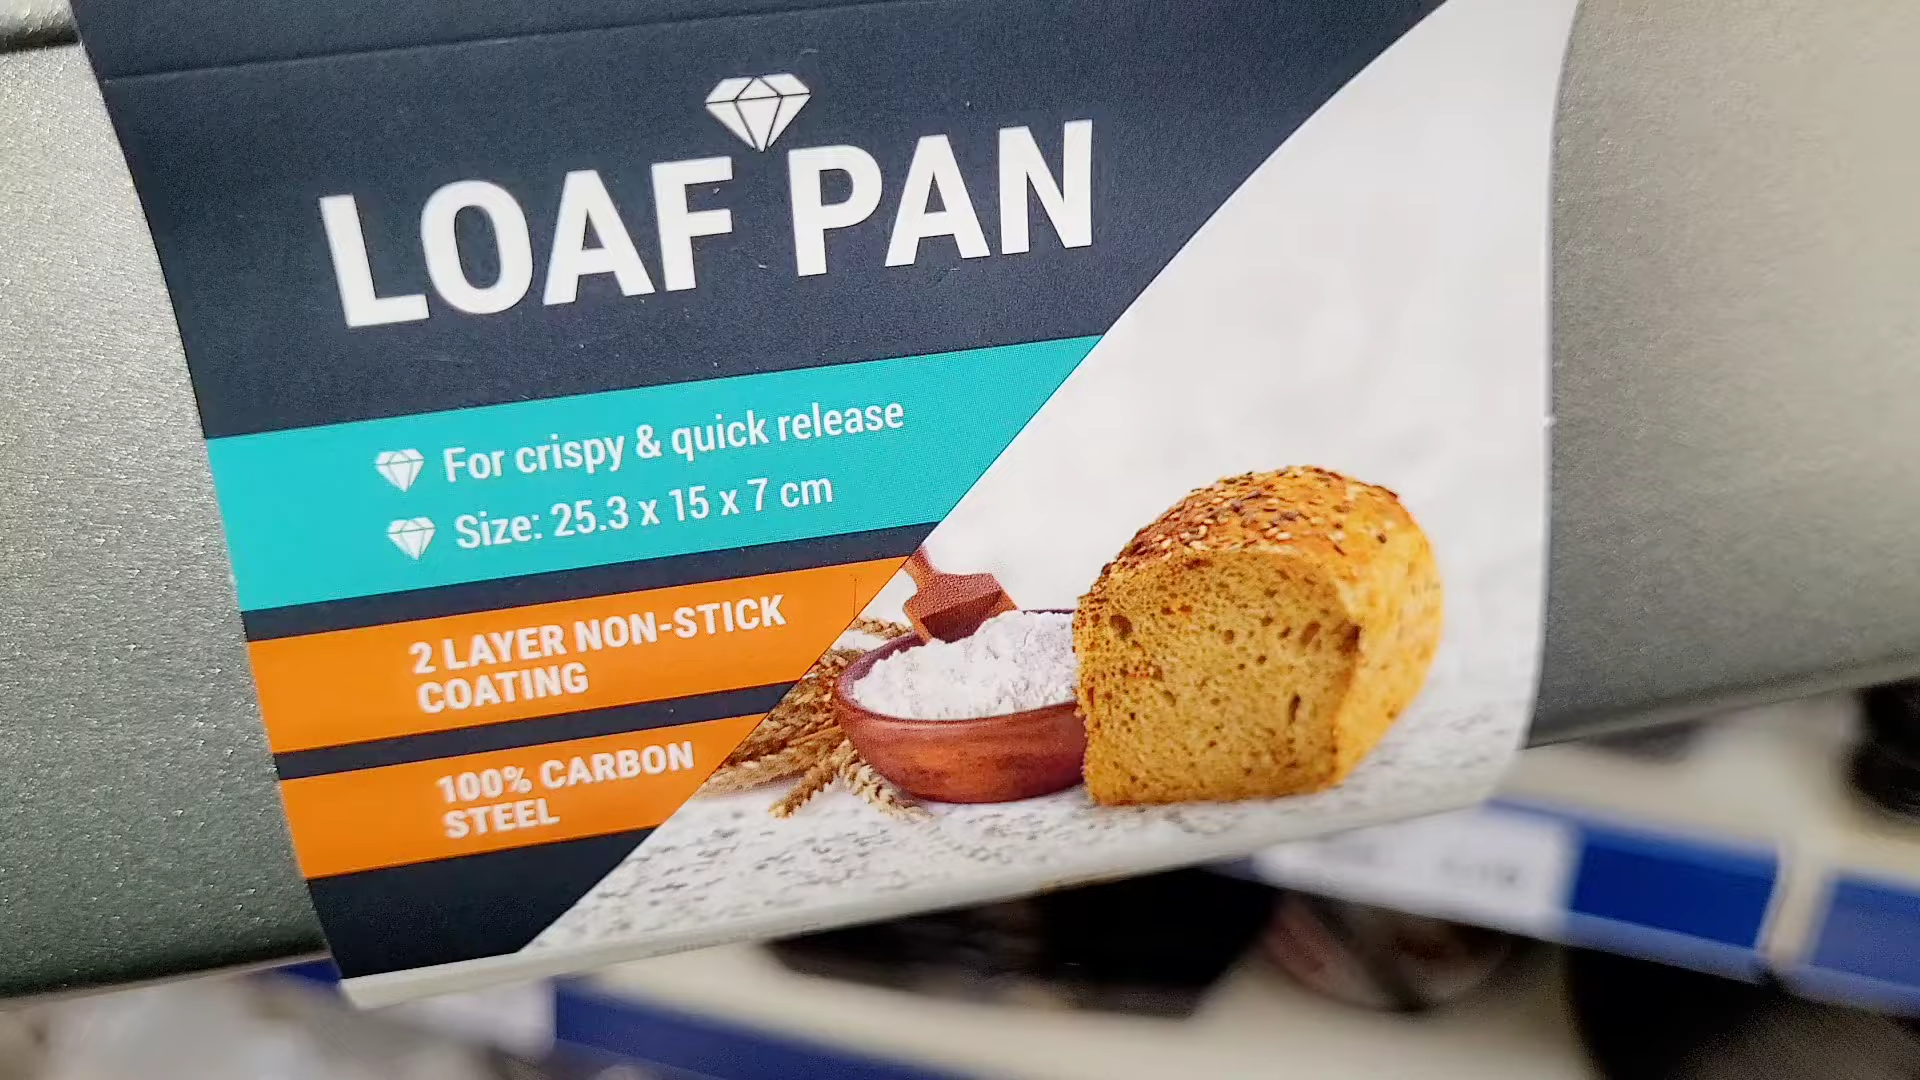 LOAF PAN
For crispy & quick release
Size: 25.3 x 15 x 7 cm
2 LAYER NON-STICK
COATING
100% CARBON
STEEL